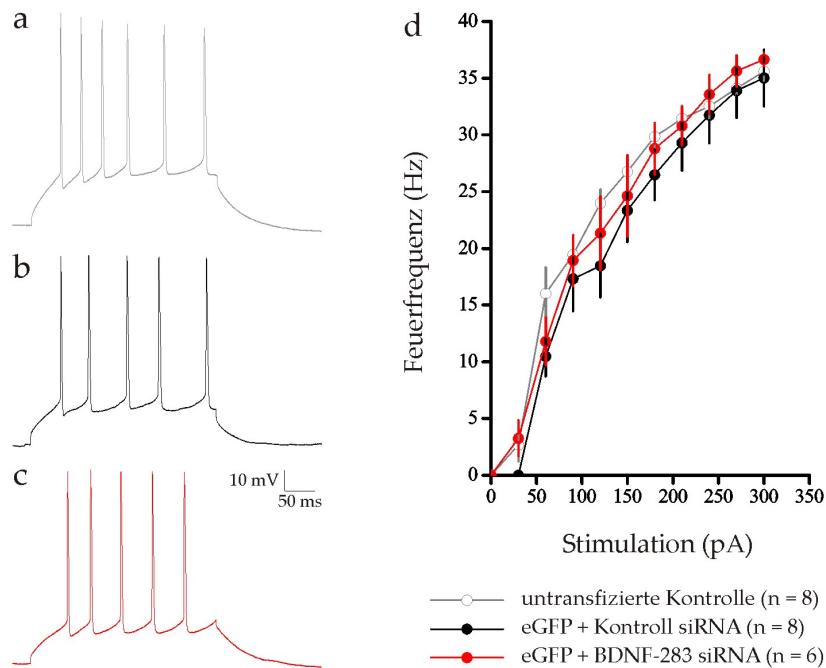 a
b
c
10 mV
50 ms
d
Feuerfrequenz (Hz)
40
35
30
25
20
15
10
5
0
0 50 100 150 200 250 300 350
Stimulation (pA)
untransfizierte Kontrolle (n = 8)
eGFP + Kontroll siRNA (n = 8)
eGFP + BDNF-283 siRNA (n = 6)